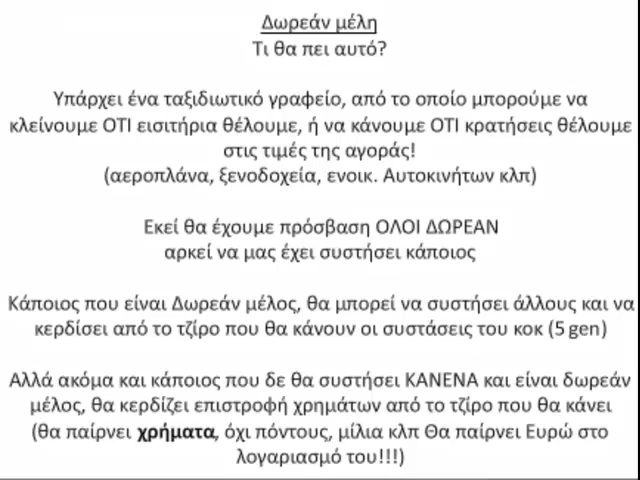 Δωρεάν μέλη
Τι θα πει αυτό?
Υπάρχει ένα ταξιδιωτικό γραφείο, από το οποίο μπορούμε να
κλείνουμε ΟΤΙ εισιτήρια θέλουμε, ή να κάνουμε ΟΤΙ κρατήσεις θέλουμε
στις τιμές της αγοράς!
(αεροπλάνα, ξενοδοχεία, ενοικ. Αυτοκινήτων κλπ)
Εκεί θα έχουμε πρόσβαση ΟΛΟΙ ΔΩΡΕΑΝ
αρκεί να μας έχει συστήσει κάποιος
Κάποιος που είναι Δωρεάν μέλος, θα μπορεί να συστήσει άλλους και να
κερδίσει από το τζίρο που θα κάνουν οι συστάσεις του κοκ (5 gen)
Αλλά ακόμα και κάποιος που δε θα συστήσει ΚΑΝΕΝΑ και είναι δωρεάν
μέλος, θα κερδίζει επιστροφή χρημάτων από το τζίρο που θα κάνει
(θα παίρνει χρήματα, όχι πόντους, μίλια κλπ Θα παίρνει Ευρώ στο
λογαριασμό του!!!)